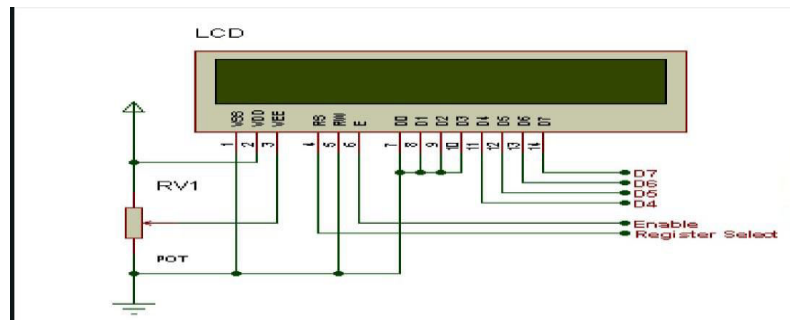 LCD
VSS VDD VEE RS RW E D0 D1 D2 D3 D4 D5 D6 D7
1 2 3 4 5 6 7 8 9 10 11 12 13 14
D7
RV1
D6
D5
D4
Enable
Register Select
POT